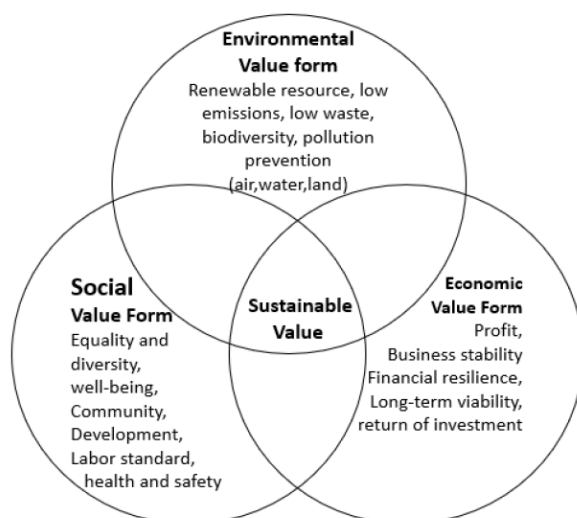 Environmental
Value form
Renewable resource, low
emissions, low waste,
biodiversity, pollution
prevention
(air,water,land)
Social
Value Form
Equality and
diversity,
well-being,
Community,
Development,
Labor standard,
health and safety
Sustainable
Value
Economic
Value Form
Profit,
Business stability
Financial resilience,
Long-term viability,
return of investment